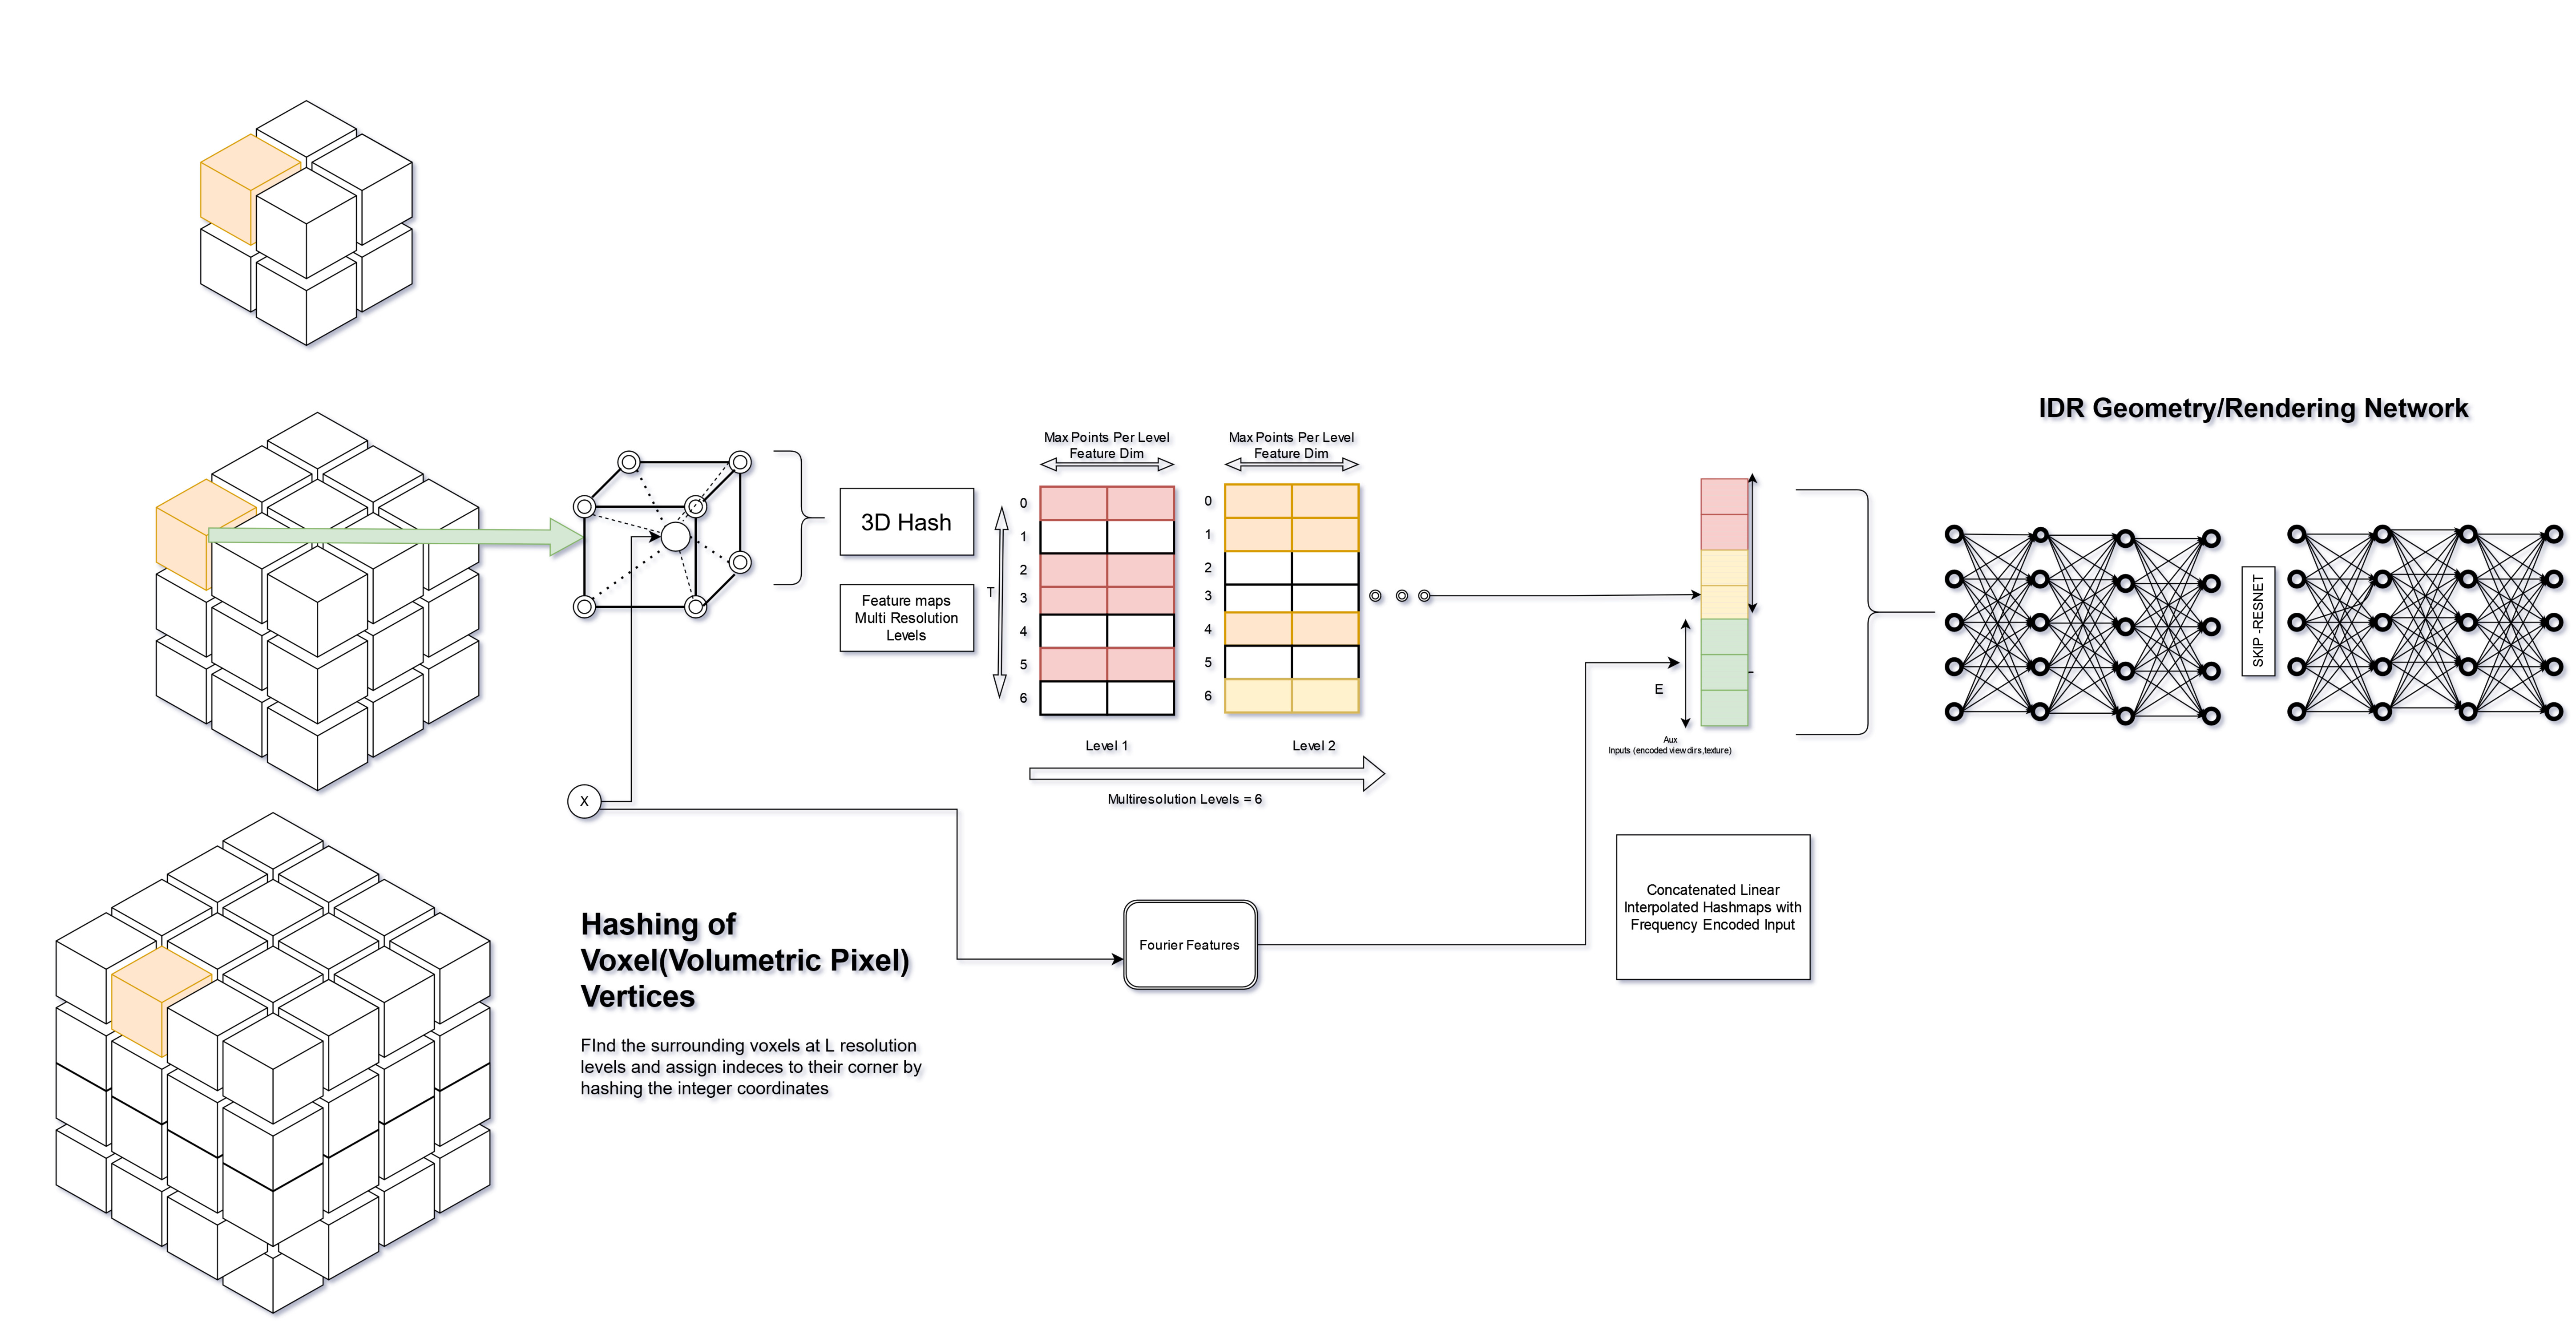 IDR Geometry/Rendering Network
Max Points Per Level
Feature Dim
Max Points Per Level
Feature Dim
3D Hash
Feature maps
Multi Resolution
Levels
T
0
1
2
3
4
5
6
0
1
2
3
4
5
6
Level 1
Level 2
Multiresolution Levels = 6
E
Aux
Inputs (encoded view dirs,texture)
SKIP -RESNET
X
Hashing of
Voxel(Volumetric Pixel)
Vertices
FInd the surrounding voxels at L resolution
levels and assign indeces to their corner by
hashing the integer coordinates
Fourier Features
Concatenated Linear
Interpolated Hashmaps with
Frequency Encoded Input